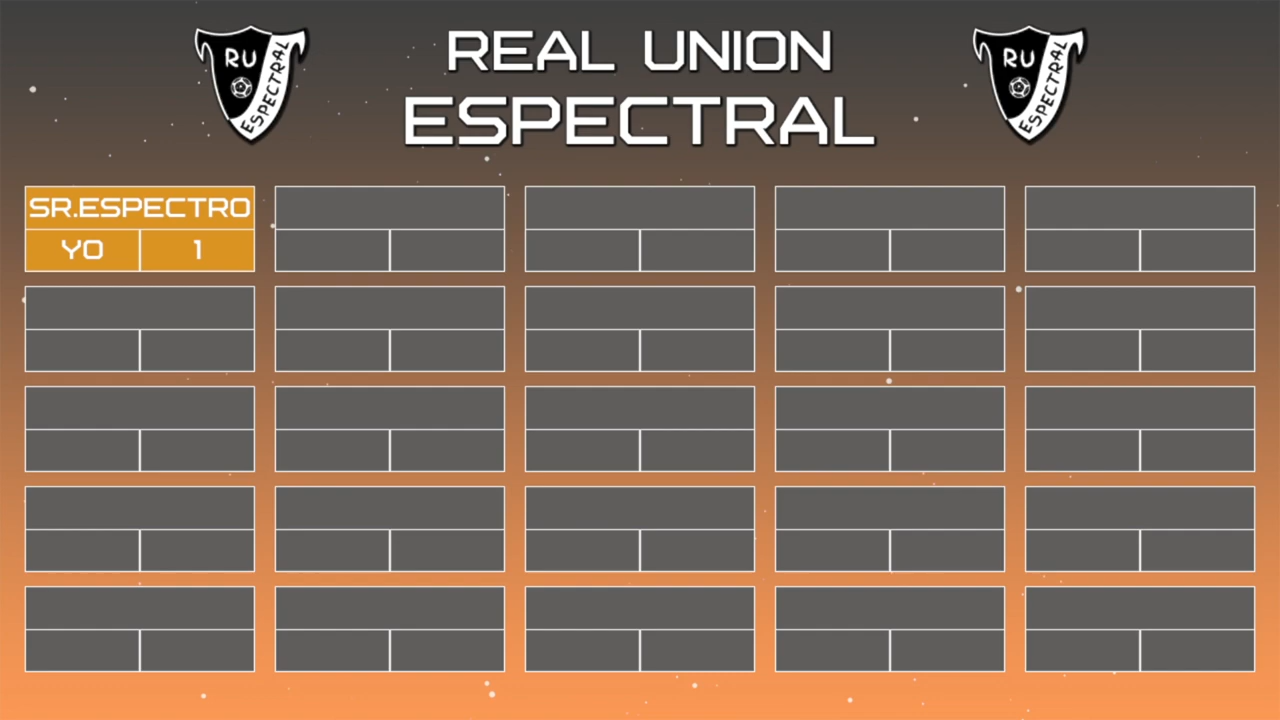 REAL UNION
ESPECTRAL
RU
ESPECTRAL
RU
ESPECTRAL
SR.ESPECTRO
YO 1